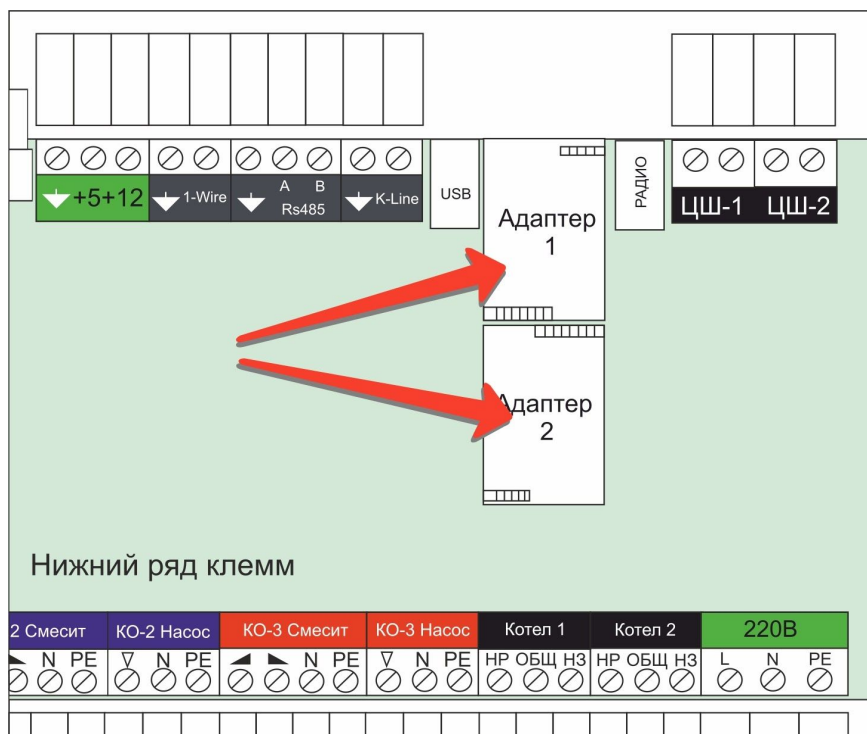 +5+12 1-Wire A B Rs485 K-Line
USB
Адаптер
1
РАДИО
ЦШ-1 ЦШ-2
Адаптер
2
Нижний ряд клемм
2 Смесит КО-2 Насос КО-3 Смесит КО-3 Насос Котел 1 Котел 2 220В
N PE N PE N PE N PE НР ОБЩ НЗ НР ОБЩ НЗ L N PE